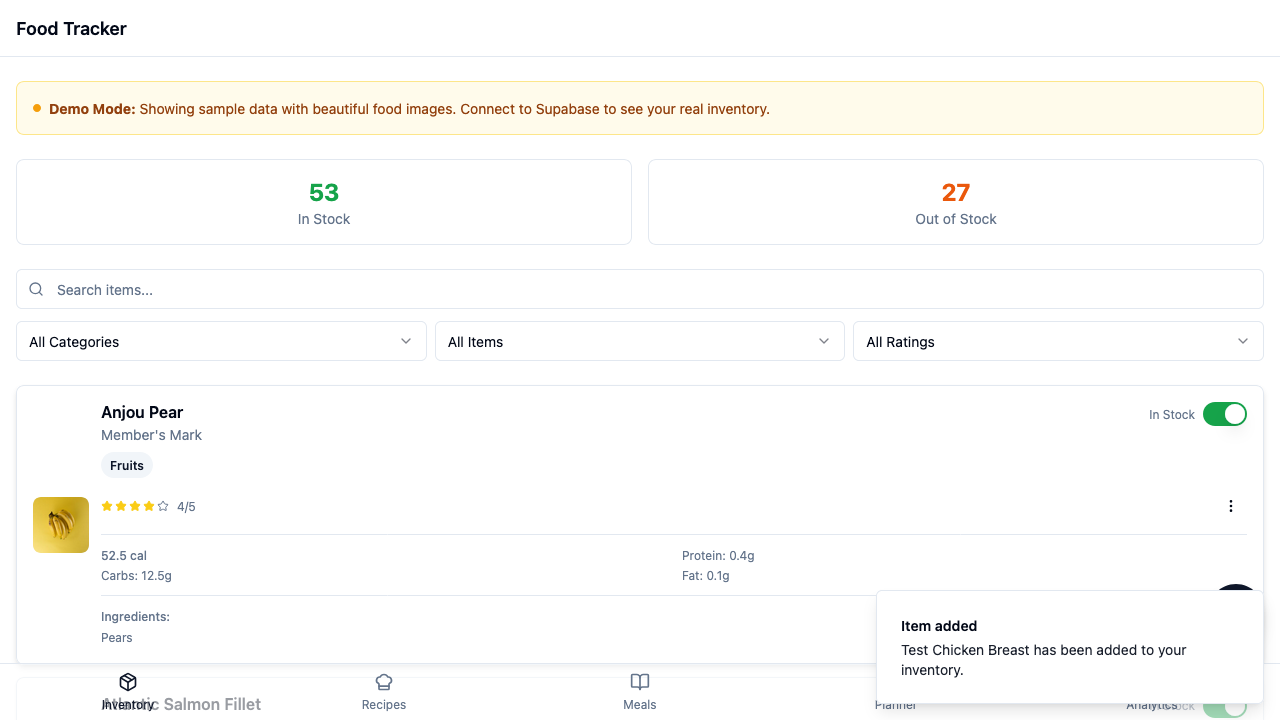 Food Tracker
Demo Mode: Showing sample data with beautiful food images. Connect to Supabase to see your real inventory.
53
In Stock
27
Out of Stock
Search items...
All Categories
All Items
All Ratings
Anjou Pear
Member's Mark
Fruits
In Stock
4/5
52.5 cal
Protein: 0.4g
Carbs: 12.5g
Fat: 0.1g
Ingredients:
Pears
Item added
Test Chicken Breast has been added to your
inventory.
Atlantic Salmon Fillet
Inventory
Recipes
Meals
Planner
Analytics